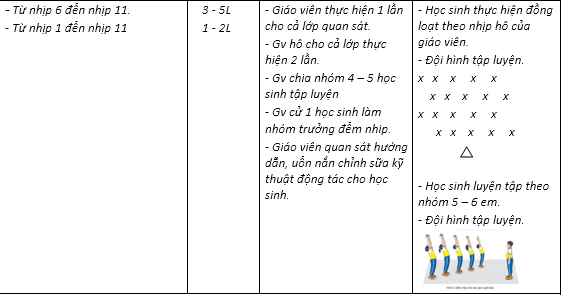 - Từ nhịp 6 đến nhịp 11.
- Từ nhịp 1 đến nhịp 11
3 - 5L
1 - 2L
- Giáo viên thực hiện 1 lần
cho cả lớp quan sát.
- Gv hô cho cả lớp thực
hiện 2 lần.
- Gv chia nhóm 4 – 5 học
sinh tập luyện
- Gv cử 1 học sinh làm
nhóm trưởng đếm nhịp.
- Giáo viên quan sát hướng
dẫn, uốn nắn chỉnh sữa kỹ
thuật động tác cho học
sinh.
- Học sinh thực hiện đồng
loạt theo nhịp hô của
giáo viên.
- Đội hình tập luyện.
x x x x x
x x x x x
x x x x x
x x x x x
- Học sinh luyện tập theo
nhóm 5 – 6 em.
- Đội hình tập luyện.